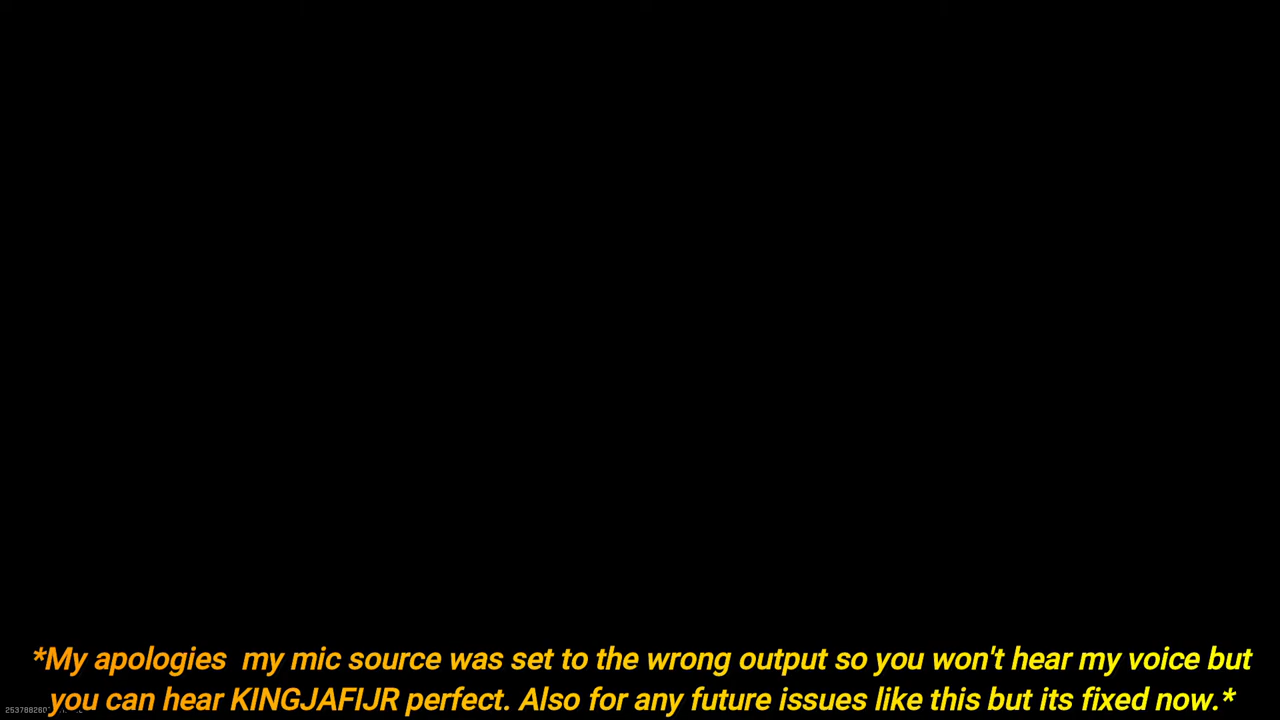 *My apologies  my mic source was set to the wrong output so you won't hear my voice but
you can hear KINGJAFIJR perfect. Also for any future issues like this but its fixed now.*